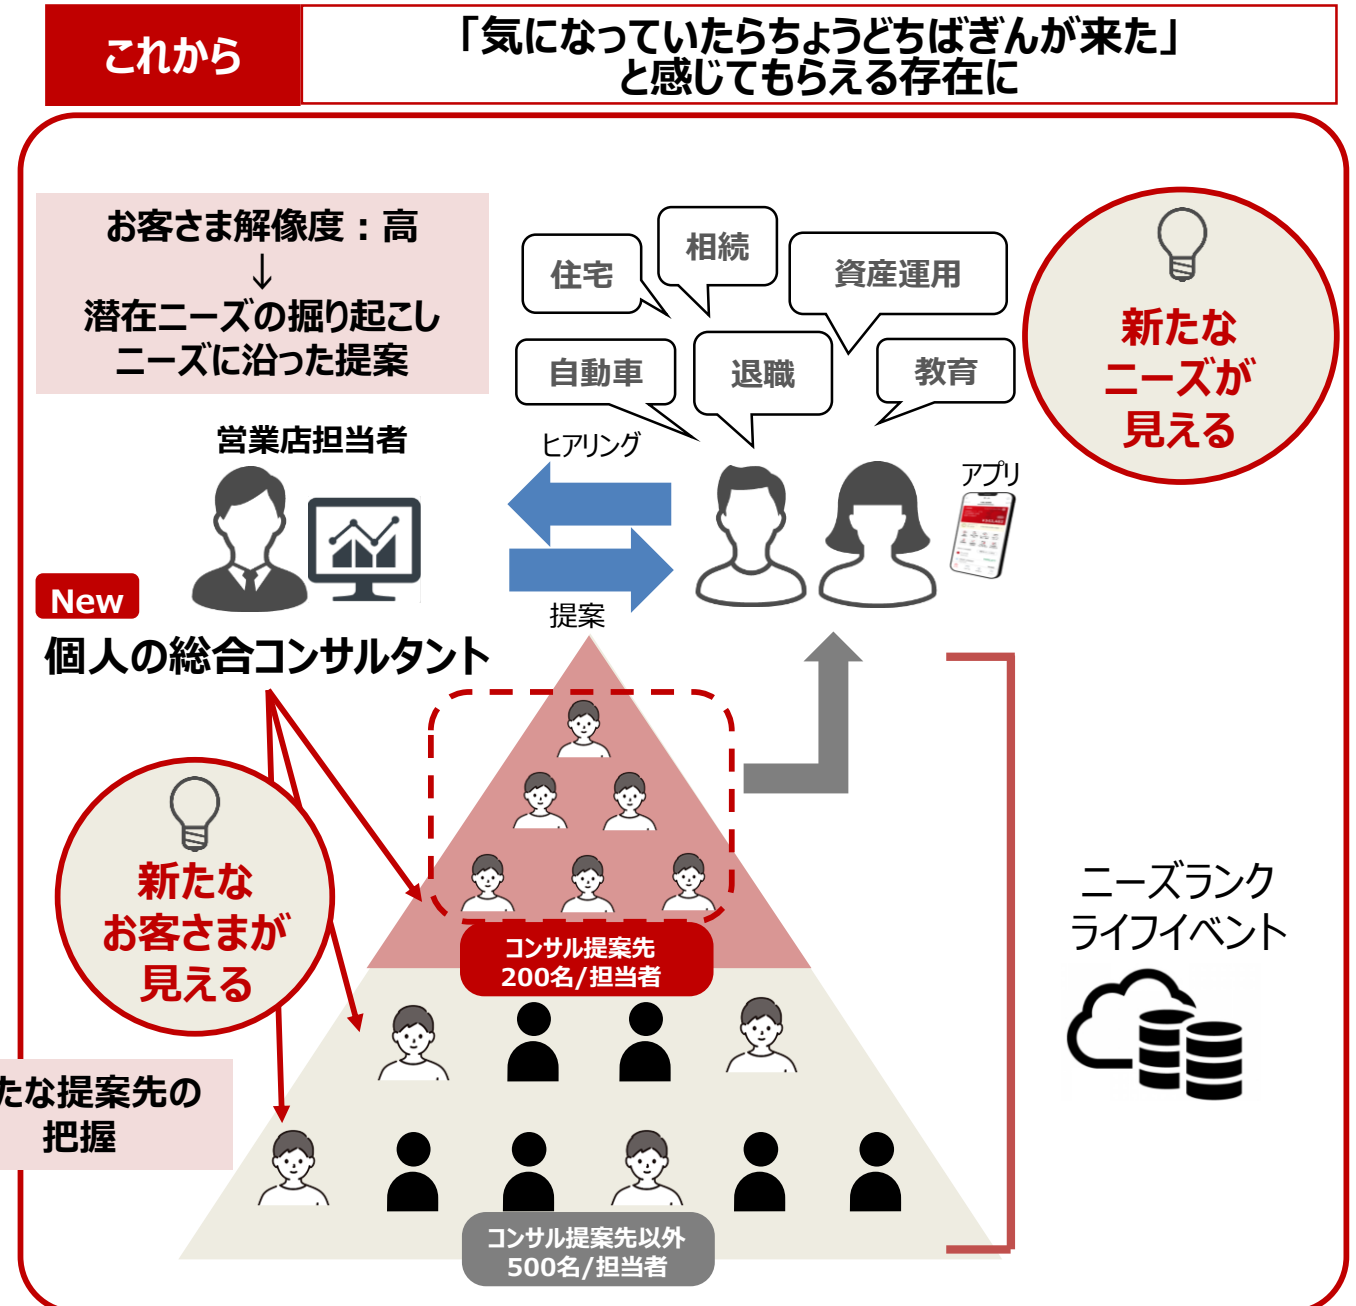 これから
「気になっていたらちょうどちばぎんが来た」
と感じてもらえる存在に
お客さま解像度：高
↓
潜在ニーズの掘り起こし
ニーズに沿った提案
住宅
相続
資産運用
自動車
退職
教育
新たな
ニーズが
見える
営業店担当者
ヒアリング
アプリ
提案
New
個人の総合コンサルタント
新たな
お客さまが
見える
コンサル提案先
200名/担当者
ニーズランク
ライフイベント
たな提案先の
把握
コンサル提案先以外
500名/担当者